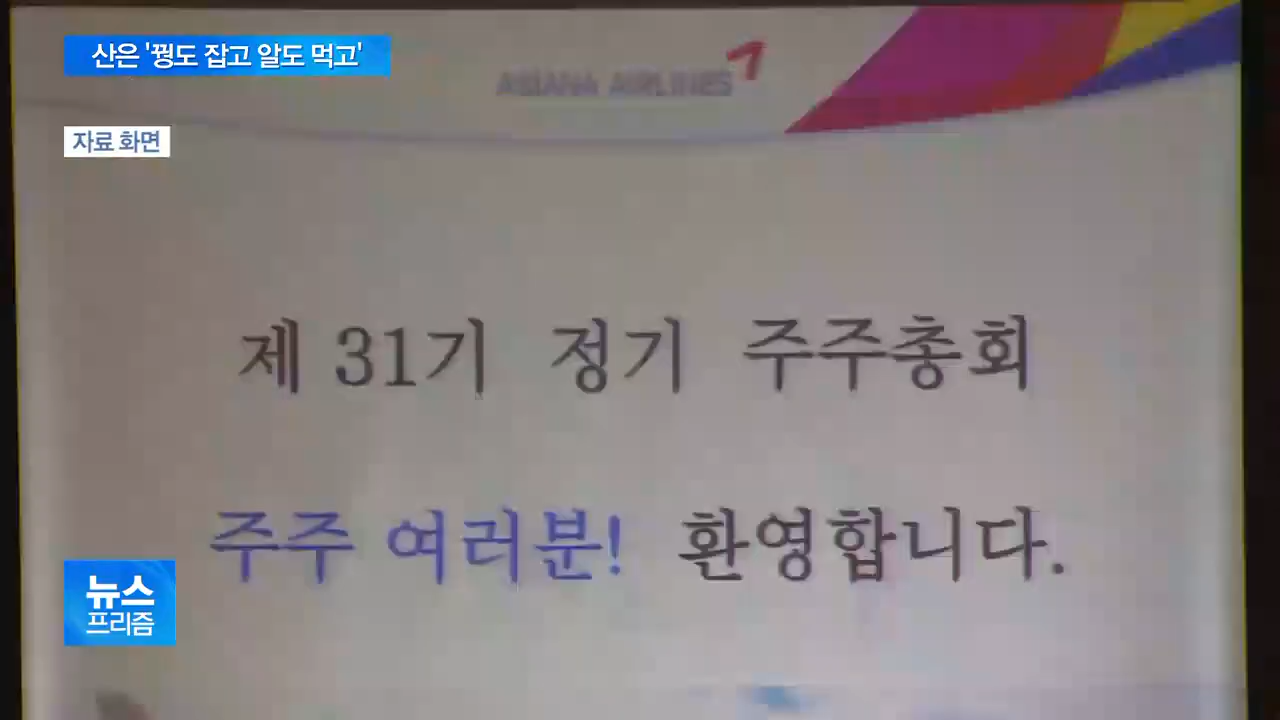 산은 '꿩도 잡고 알도 먹고'
ASIANA AIRLINES
자료 화면
제 31기 정기 주주총회
주주 여러분! 환영합니다.
뉴스
프리즘